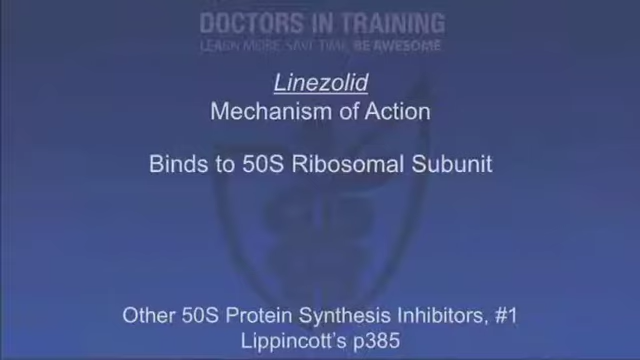 DOCTORS IN TRAINING
LEARN MORE. SAVE TIME. BE AWESOME.
Linezolid
Mechanism of Action
Binds to 50S Ribosomal Subunit
Other 50S Protein Synthesis Inhibitors, #1
Lippincott's p385